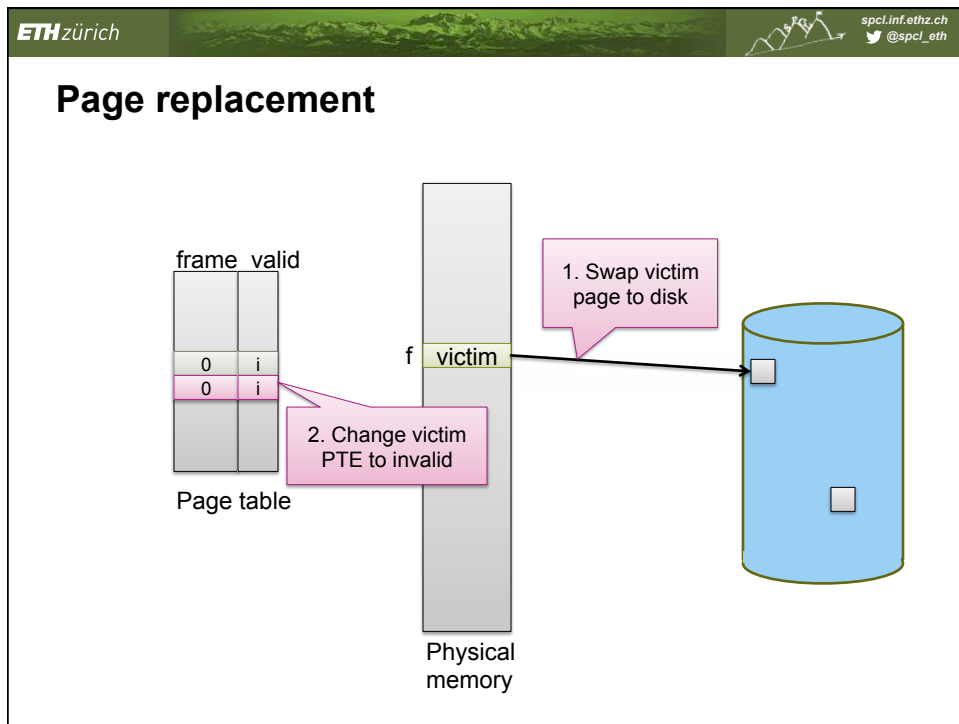 ETH zürich
spcl.inf.ethz.ch
@spcl_eth
Page replacement
frame valid
0 i
0 i
Page table
2. Change victim
PTE to invalid
f victim
Physical
memory
1. Swap victim
page to disk